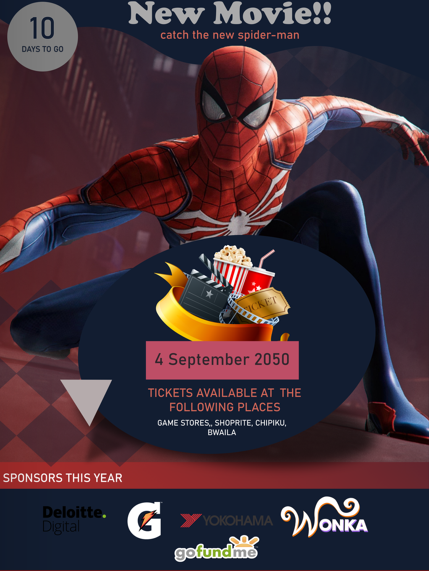 New Movie!!
catch the new spider-man
10
DAYS TO GO
TICKET
4 September 2050
TICKETS AVAILABLE AT THE
FOLLOWING PLACES
GAME STORES,, SHOPRITE, CHIPIKU,
BWAILA
SPONSORS THIS YEAR
Deloitte.
Digital
G
YOKOHAMA
WONKA
gofundme